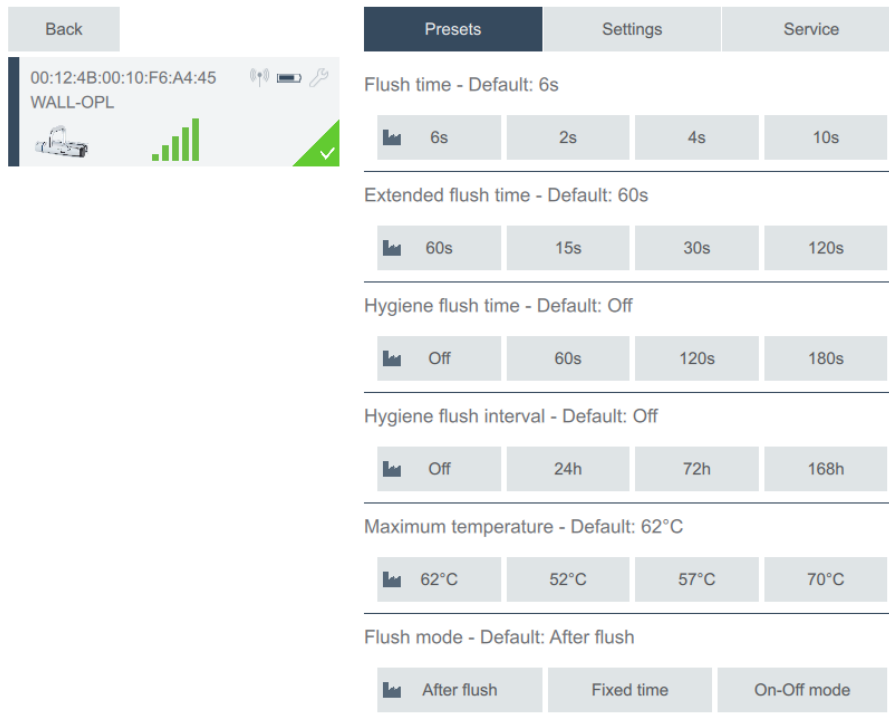 Back
00:12:4B:00:10:F6:A4:45
WALL-OPL
Presets Settings Service
Flush time - Default: 6s
6s 2s 4s 10s
Extended flush time - Default: 60s
60s 15s 30s 120s
Hygiene flush time - Default: Off
Off 60s 120s 180s
Hygiene flush interval - Default: Off
Off 24h 72h 168h
Maximum temperature - Default: 62°C
62°C 52°C 57°C 70°C
Flush mode - Default: After flush
After flush Fixed time On-Off mode